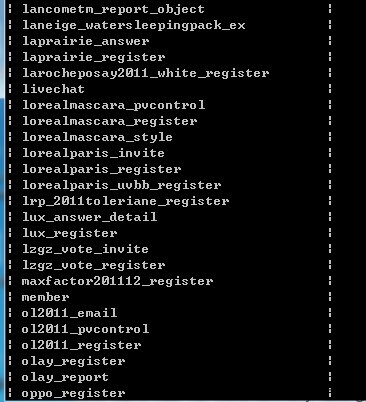 | lancometm_report_object |
| laneige_watersleepingpack_ex |
| laprairie_answer |
| laprairie_register |
| larocheposay2011_white_register |
| livechat |
| lorealmascara_pvcontrol |
| lorealmascara_register |
| lorealmascara_style |
| lorealparis_invite |
| lorealparis_register |
| lorealparis_uvbb_register |
| lrp_2011toleriane_register |
| lux_answer_detail |
| lux_register |
| lzgz_vote_invite |
| lzgz_vote_register |
| maxfactor201112_register |
| member |
| ol2011_email |
| ol2011_pvcontrol |
| ol2011_register |
| olay_register |
| olay_report |
| oppo_register |